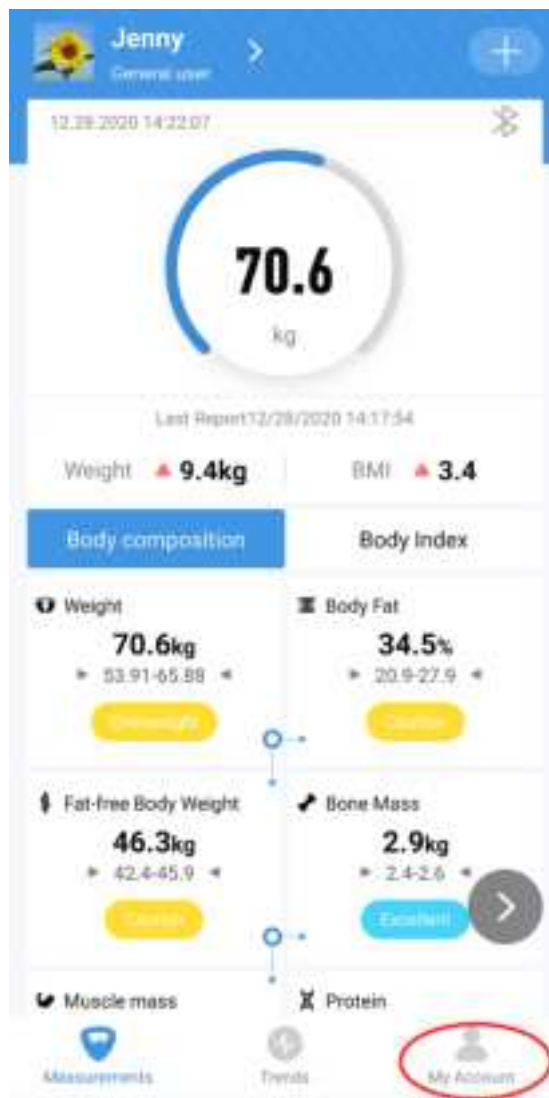 Jenny
General user
12.28.2020 14:22:07
70.6
kg
Last Report12/28/2020 14:17:54
Weight 9.4kg BMI 3.4
Body composition Body Index
Weight Body Fat
70.6kg 34.5%
53.91-65.88 20.9-27.9
Overweight Caution
Fat-free Body Weight Bone Mass
46.3kg 2.9kg
42.4-45.9 2.4-2.6
Caution Excellent
Muscle mass Protein
Measurements Trends My Account